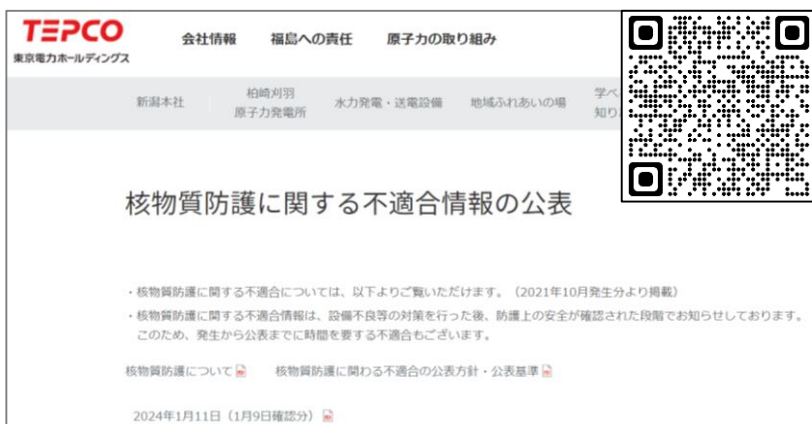 TEPCO
東京電力ホールディングス
会社情報 福島への責任 原子力の取り組み
新潟本社
柏崎刈羽
原子力発電所
水力発電・送電設備
地域ふれあいの場
学べ
知り
核物質防護に関する不適合情報の公表
・核物質防護に関する不適合については、以下よりご覧いただけます。（2021年10月発生分より掲載）
・核物質防護に関する不適合情報は、設備不良等の対策を行った後、防護上の安全が確認された段階でお知らせしております。
このため、発生から公表までに時間を要する不適合もございます。
核物質防護について 核物質防護に関わる不適合の公表方針・公表基準
2024年1月11日（1月9日確認分）